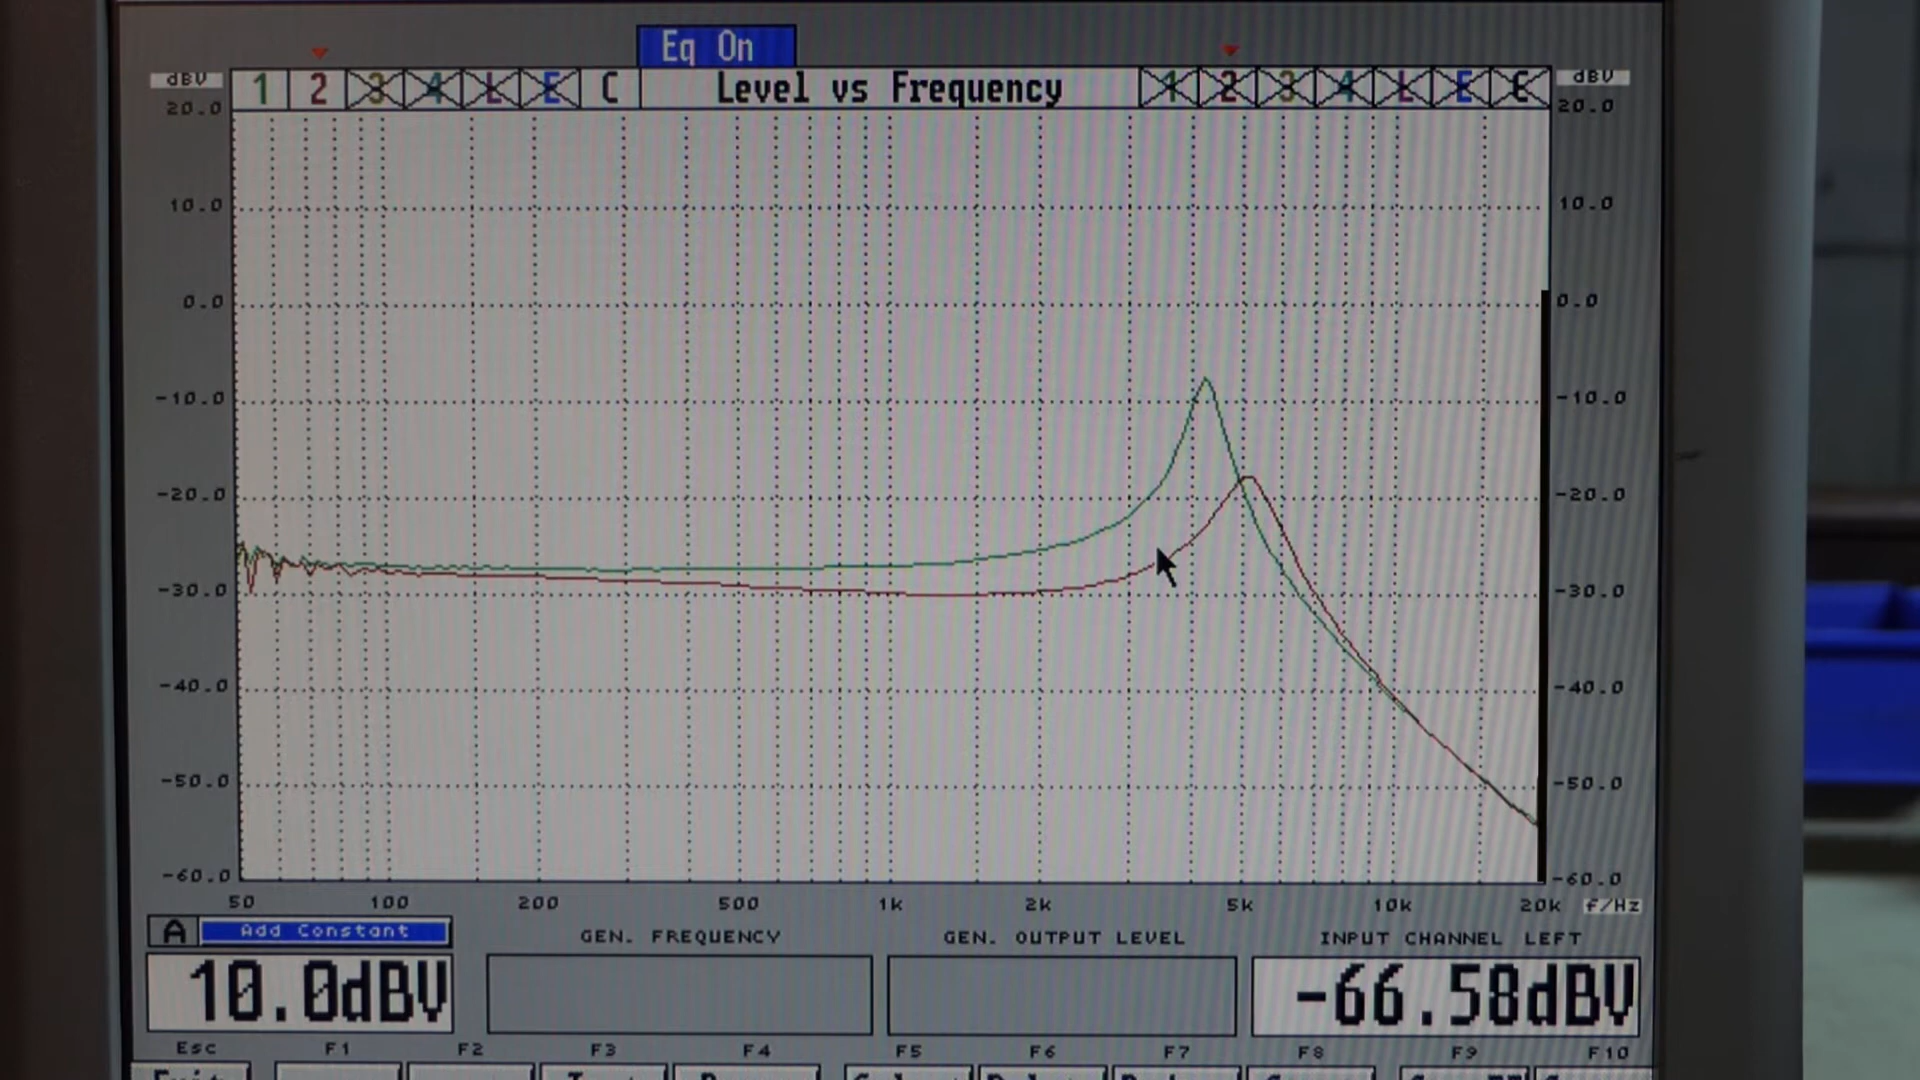 Eq On
dBV 1 2 3 4 L E C Level vs Frequency 1 2 3 4 L E C dBV
20.0 20.0
10.0 10.0
0.0 0.0
-10.0 -10.0
-20.0 -20.0
-30.0 -30.0
-40.0 -40.0
-50.0 -50.0
-60.0 -60.0
50 100 200 500 1k 2k 5k 10k 20k f/Hz
A Add Constant GEN. FREQUENCY GEN. OUTPUT LEVEL INPUT CHANNEL LEFT
10.0dBV -66.58dBV
Esc F1 F2 F3 F4 F5 F6 F7 F8 F9 F10